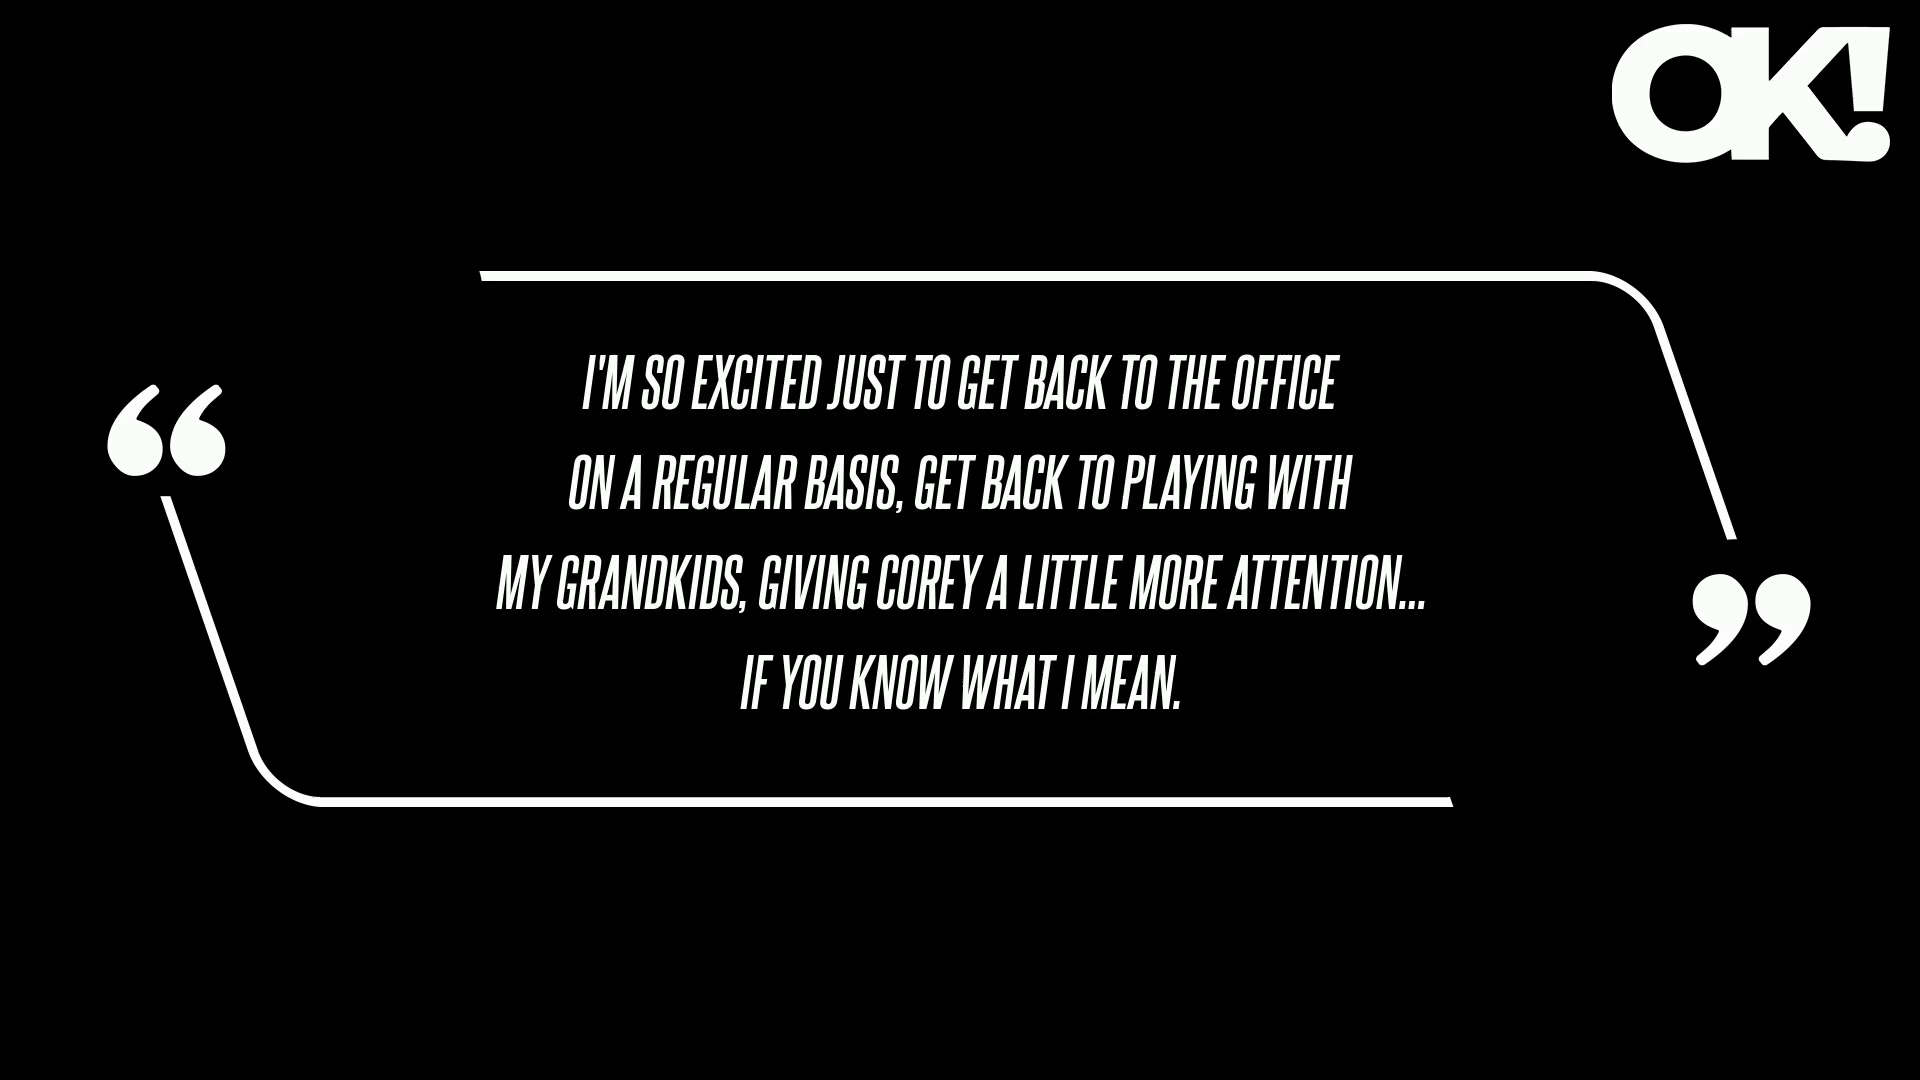 OK!
“
I'M SO EXCITED JUST TO GET BACK TO THE OFFICE
ON A REGULAR BASIS, GET BACK TO PLAYING WITH
MY GRANDKIDS, GIVING COREY A LITTLE MORE ATTENTION...
IF YOU KNOW WHAT I MEAN.
”